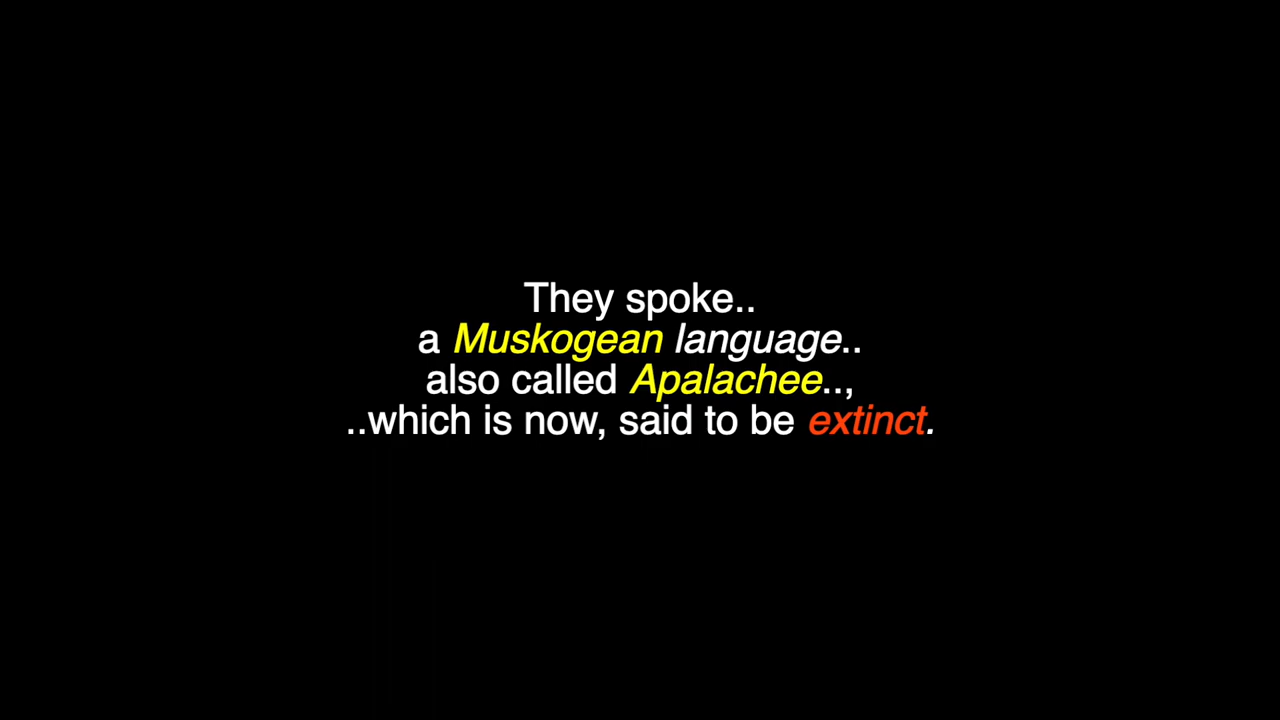 They spoke..
a Muskogean language..
also called Apalachee..,
..which is now, said to be extinct.